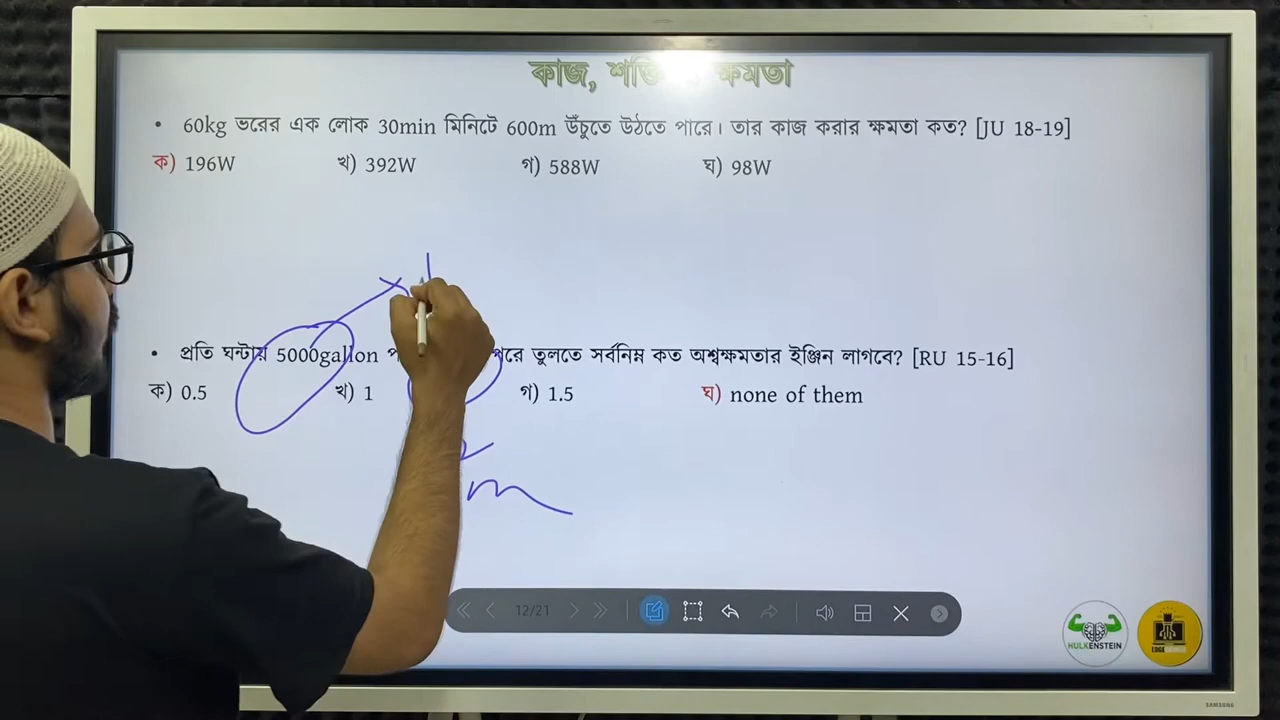 কাজ, শক্তি ক্ষমতা
• 60kg ভরের এক লোক 30min মিনিটে 600m উঁচুতে উঠতে পারে। তার কাজ করার ক্ষমতা কত? [JU 18-19]
ক) 196W খ) 392W গ) 588W ঘ) 98W
• প্রতি ঘন্টায় 5000gallon তুলতে সর্বনিম্ন কত অশ্বক্ষমতার ইঞ্জিন লাগবে? [RU 15-16]
ক) 0.5 খ) 1 গ) 1.5 ঘ) none of them
m
12/21
HULKENSTEIN
SAMSUNG